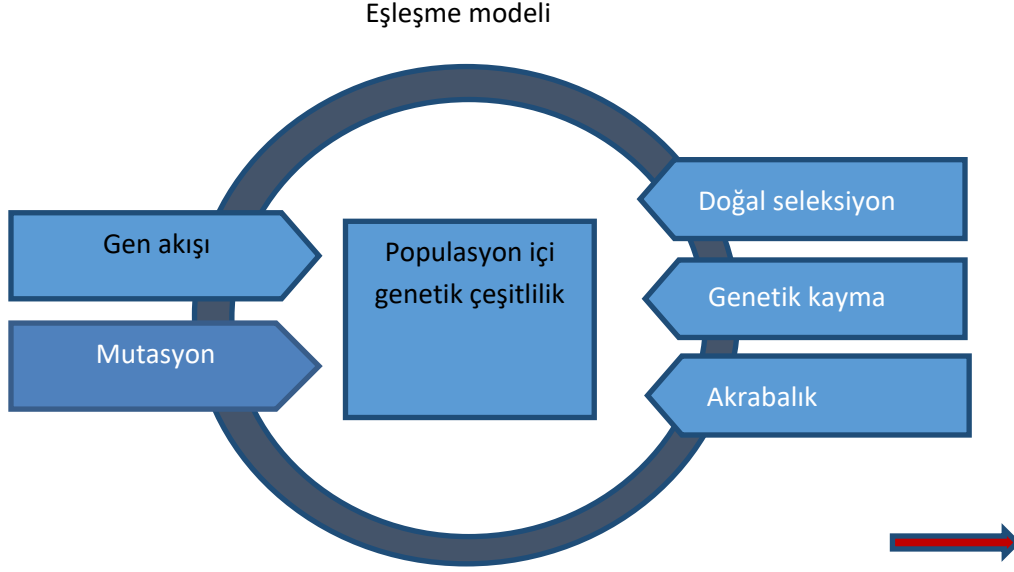 Eşleşme modeli
Gen akışı
Mutasyon
Populasyon içi
genetik çeşitlilik
Doğal seleksiyon
Genetik kayma
Akrabalık